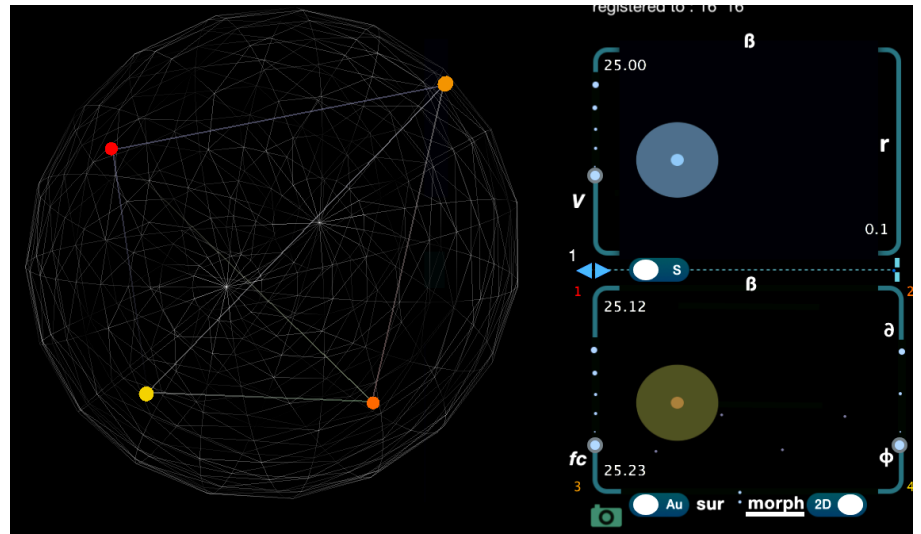 registered to : 16 16
ß
25.00
r
V
0.1
1
S
1
ß
2
25.12
∂
fc
25.23
ϕ
3
Au
sur
morph
2D
4